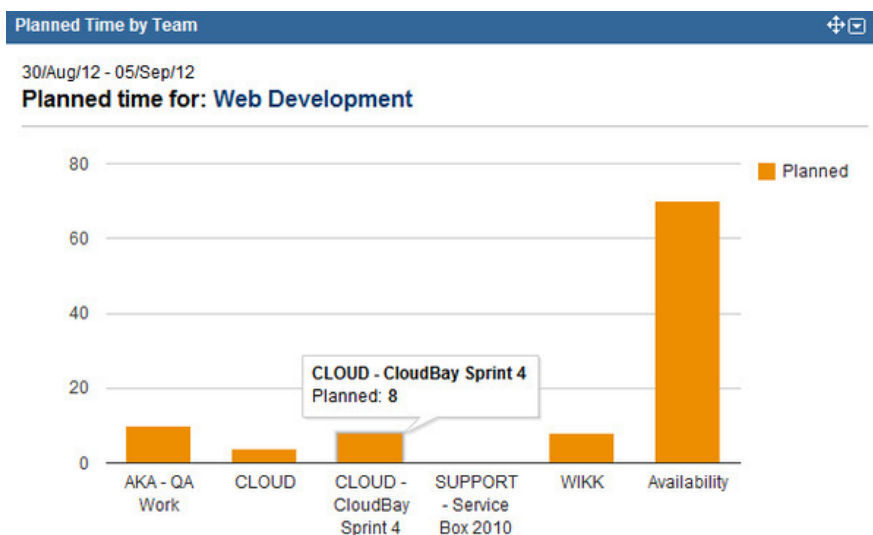 Planned Time by Team
30/Aug/12 - 05/Sep/12
Planned time for: Web Development
80
60
40
20
0
Planned
CLOUD - CloudBay Sprint 4
Planned: 8
AKA - QA
Work
CLOUD
CLOUD -
CloudBay
Sprint 4
SUPPORT
- Service
Box 2010
WIKK
Availability